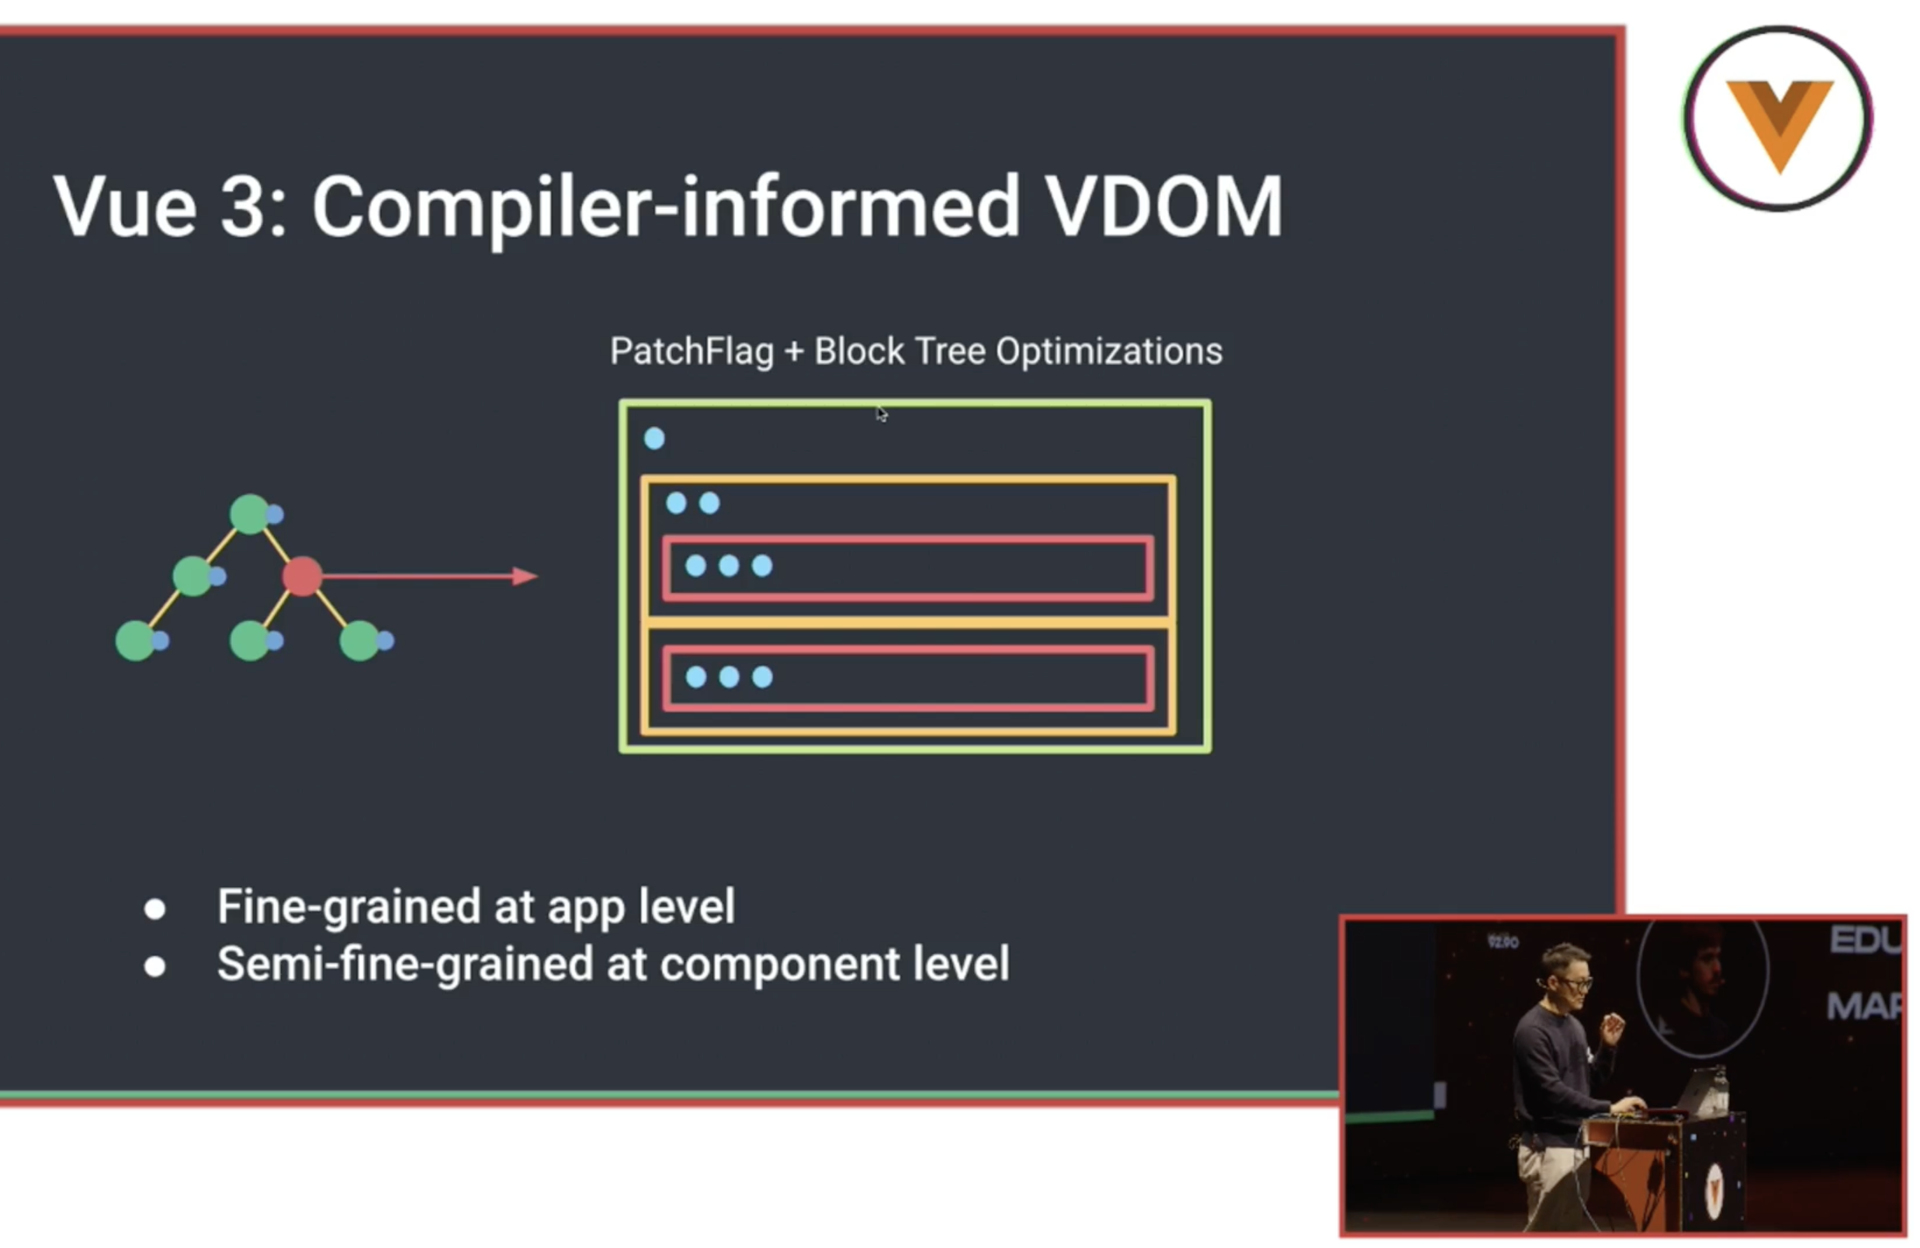 Vue 3: Compiler-informed VDOM
PatchFlag + Block Tree Optimizations
● Fine-grained at app level
● Semi-fine-grained at component level
EDU
MAR